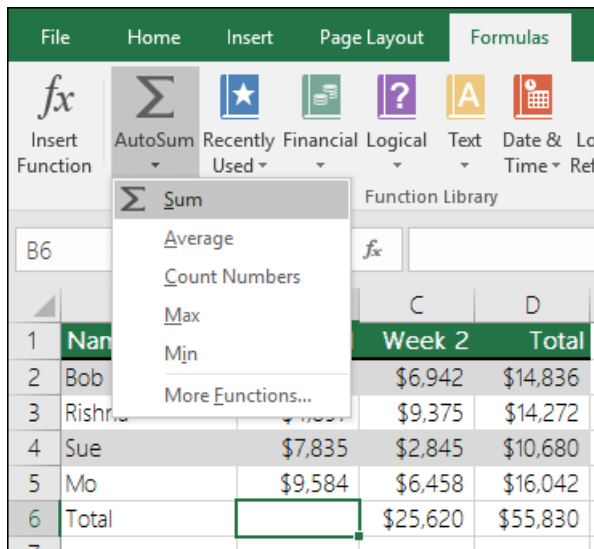 File Home Insert Page Layout Formulas
fx Σ ? A
Insert AutoSum Recently Financial Logical Text Date &
Function Used Time
Σ Sum Function Library
B6 Average fx
Count Numbers
C D
Max
1 Week 2 Total
Min
2 Bob $6,942 $14,836
More Functions...
3 $9,375 $14,272
4 Sue $7,835 $2,845 $10,680
5 Mo $9,584 $6,458 $16,042
6 Total $25,620 $55,830